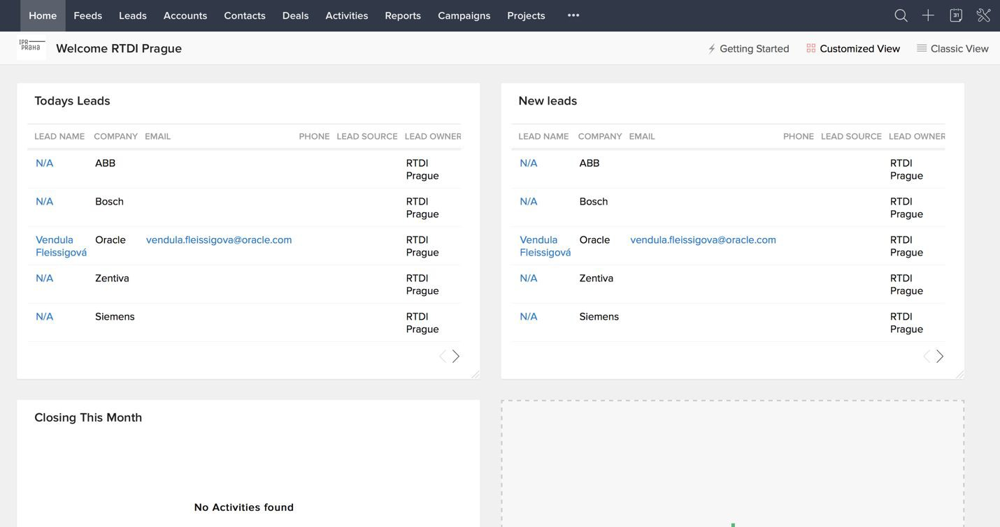 Home Feeds Leads Accounts Contacts Deals Activities Reports Campaigns Projects •••
31
IPR
PRAHA
Welcome RTDI Prague
Getting Started Customized View Classic View
Todays Leads
LEAD NAME COMPANY EMAIL PHONE LEAD SOURCE LEAD OWNER
N/A ABB RTDI
Prague
N/A Bosch RTDI
Prague
Vendula Oracle vendula.fleissigova@oracle.com RTDI
Fleissigová Prague
N/A Zentiva RTDI
Prague
N/A Siemens RTDI
Prague
New leads
LEAD NAME COMPANY EMAIL PHONE LEAD SOURCE LEAD OWNER
N/A ABB RTDI
Prague
N/A Bosch RTDI
Prague
Vendula Oracle vendula.fleissigova@oracle.com RTDI
Fleissigová Prague
N/A Zentiva RTDI
Prague
N/A Siemens RTDI
Prague
Closing This Month
No Activities found